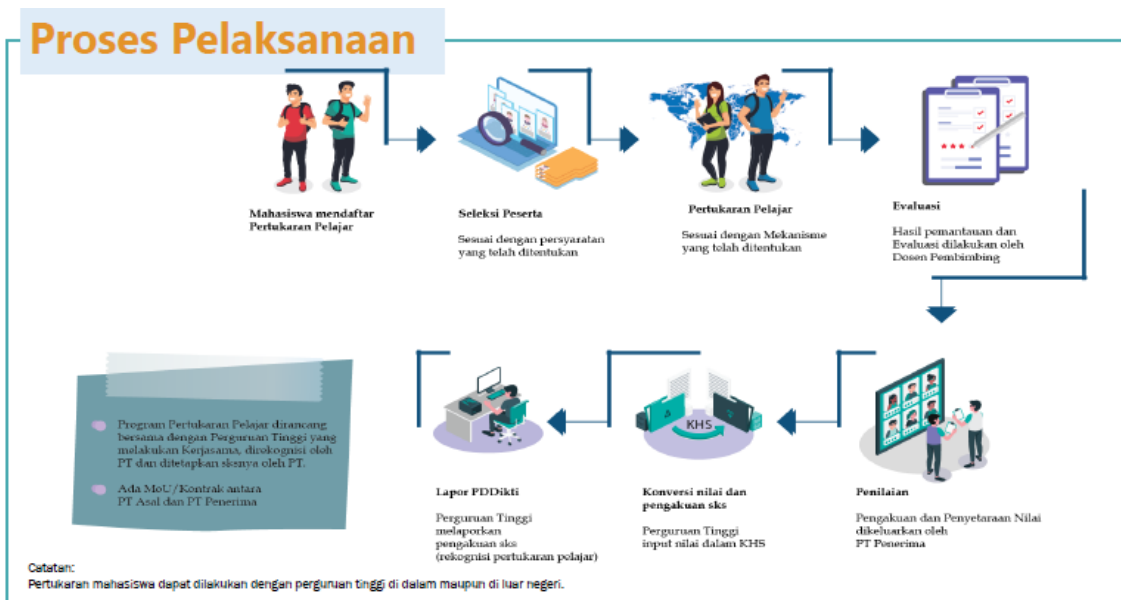 Proses Pelaksanaan
Mahasiswa mendaftar
Pertukaran Pelajar
Seleksi Peserta
Sesuai dengan persyaratan
yang telah ditentukan
Pertukaran Pelajar
Sesuai dengan Mekanisme
yang telah ditentukan
Evaluasi
Hasil pemantauan dan
Evaluasi dilakukan oleh
Dosen Pembimbing
Penilaian
Pengakuan dan Penyetaraan Nilai
dikeluarkan oleh
PT Penerima
KHS
Konversi nilai dan
pengakuan sks
Perguruan Tinggi
input nilai dalam KHS
Lapor PDDikti
Perguruan Tinggi
melaporkan
pengakuan sks
(rekognisi pertukaran pelajar)
Program Pertukaran Pelajar dirancang
bersama dengan Perguruan Tinggi yang
melakukan Kerjasama, direkognisi oleh
PT dan ditetapkan sksnya oleh PT.
Ada MoU/Kontrak antara
PT Asal dan PT Penerima
Catatan:
Pertukaran mahasiswa dapat dilakukan dengan perguruan tinggi di dalam maupun di luar negeri.